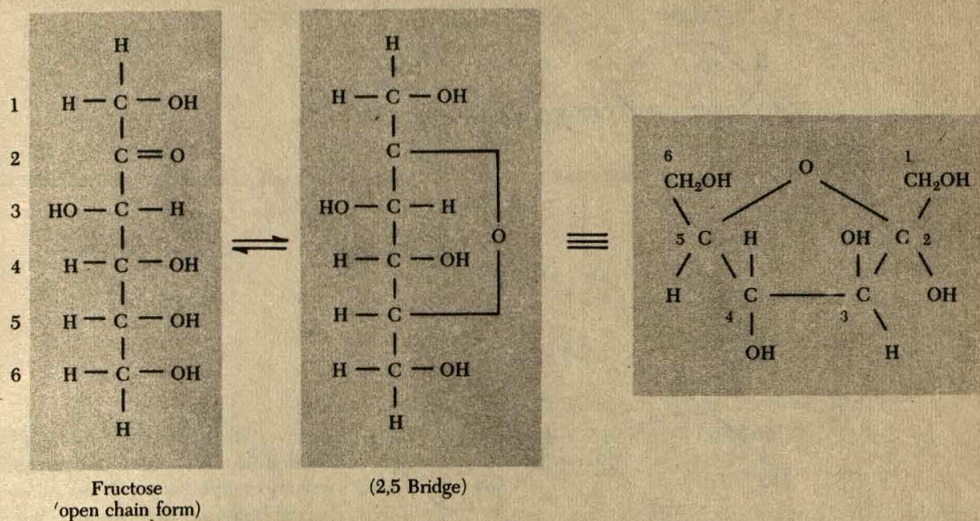 H
H
1 H — C — OH
H — C — OH
2 C = O
C
6 CH₂OH
O
1 CH₂OH
3 HO — C — H
HO — C — H
O
5 C H OH C 2
4 H — C — OH
H — C — OH
H C C OH
4 3
5 H — C — OH
H — C
OH H
6 H — C — OH
H — C — OH
H
H
Fructose
(2,5 Bridge)
(open chain form)